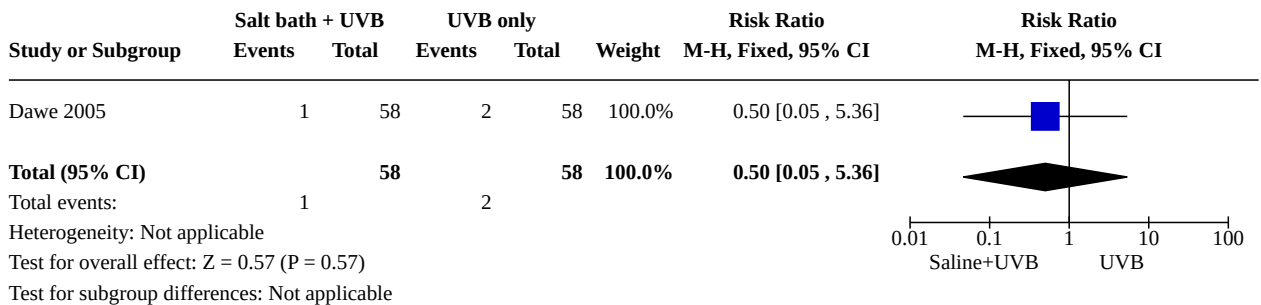 Salt bath + UVB UVB only Risk Ratio Risk Ratio
Study or Subgroup Events Total Events Total Weight M-H, Fixed, 95% CI M-H, Fixed, 95% CI
Dawe 2005 1 58 2 58 100.0% 0.50 [0.05 , 5.36]
Total (95% CI) 58 58 100.0% 0.50 [0.05 , 5.36]
Total events: 1 2
Heterogeneity: Not applicable 0.01 0.1 1 10 100
Test for overall effect: Z = 0.57 (P = 0.57) Saline+UVB UVB
Test for subgroup differences: Not applicable